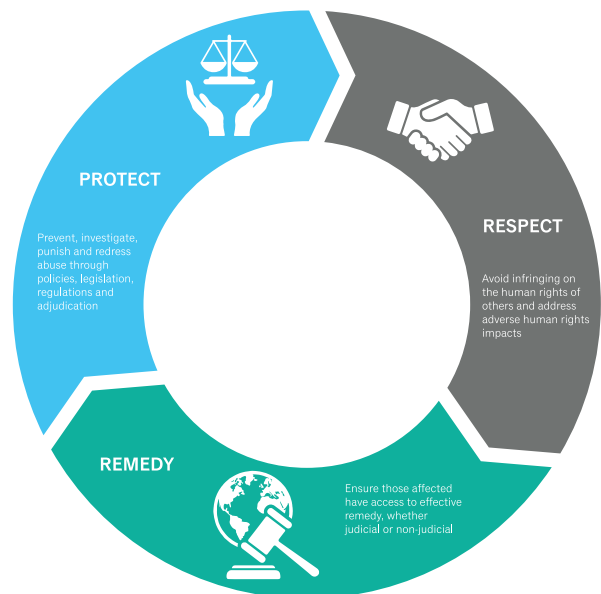 PROTECT
Prevent, investigate,
punish and redress
abuse through
policies, legislation,
regulations and
adjudication
RESPECT
Avoid infringing on
the human rights of
others and address
adverse human rights
impacts
REMEDY
Ensure those affected
have access to effective
remedy, whether
judicial or non-judicial